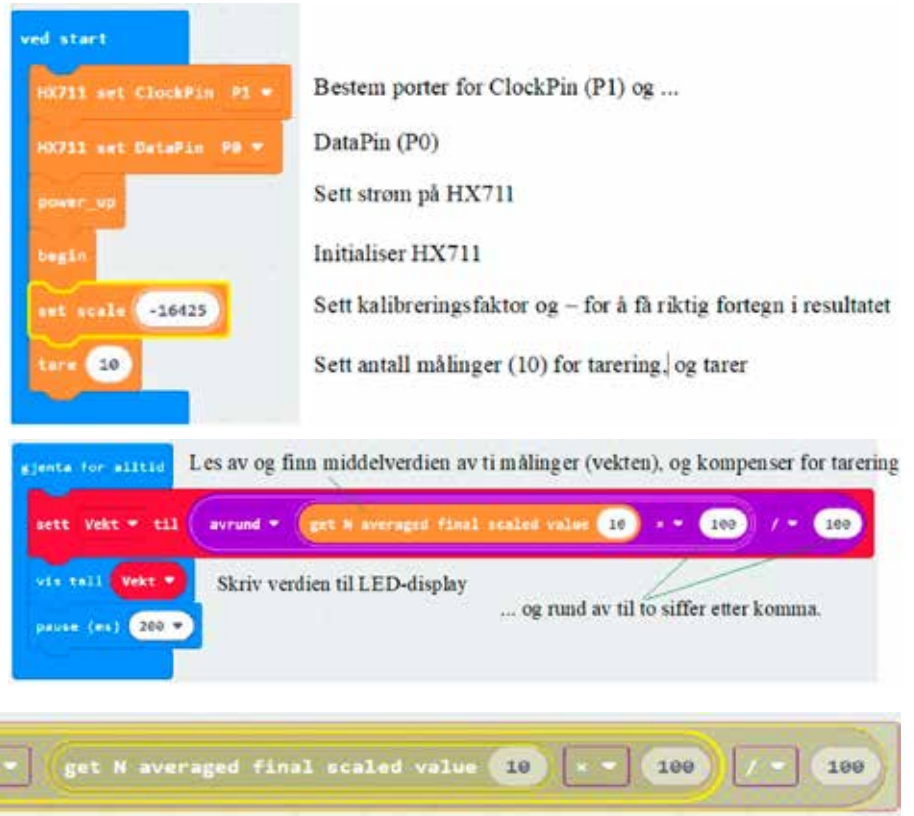 ved start
HX711 set ClockPin P1
Bestem porter for ClockPin (P1) og ...
HX711 set DataPin P0
DataPin (P0)
power_up
Sett strøm på HX711
begin
Initialiser HX711
set scale -16425
Sett kalibreringsfaktor og – for å få riktig fortegn i resultatet
tare 10
Sett antall målinger (10) for tarering, og tarer
gjenta for alltid
Les av og finn middelverdien av ti målinger (vekten), og kompenser for tarering
sett Vekt til avrund get N averaged final scaled value 10 × 100 / 100
vis tall Vekt
Skriv verdien til LED-display
... og rund av til to siffer etter komma.
pause (ms) 200
get N averaged final scaled value 10 × 100 / 100